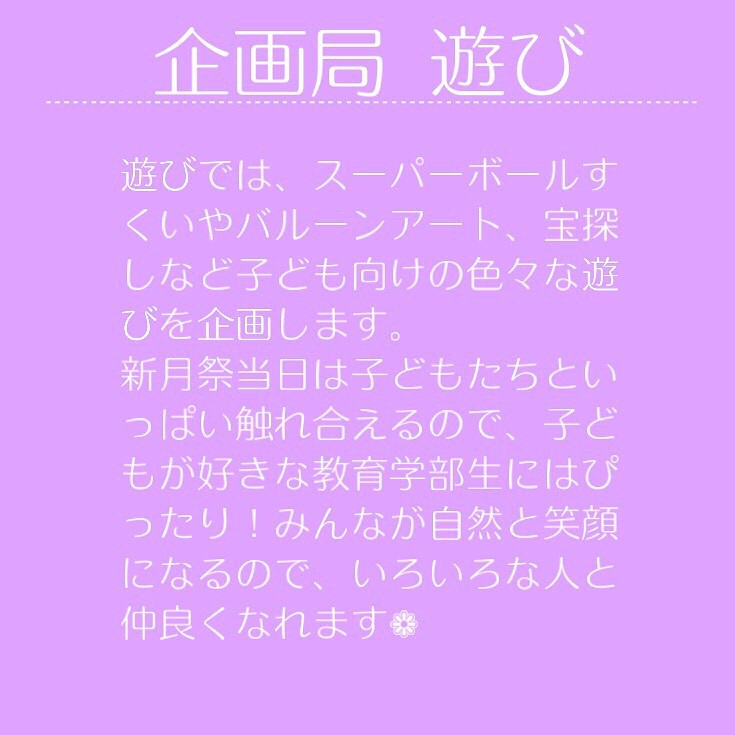 企画局 遊び
遊びでは、スーパーボールす
くいやバルーンアート、宝探
しなど子ども向けの色々な遊
びを企画します。
新月祭当日は子どもたちとい
っぱい触れ合えるので、子ど
もが好きな教育学部生にはぴ
ったり！みんなが自然と笑顔
になるので、いろいろな人と
仲良くなれます❁